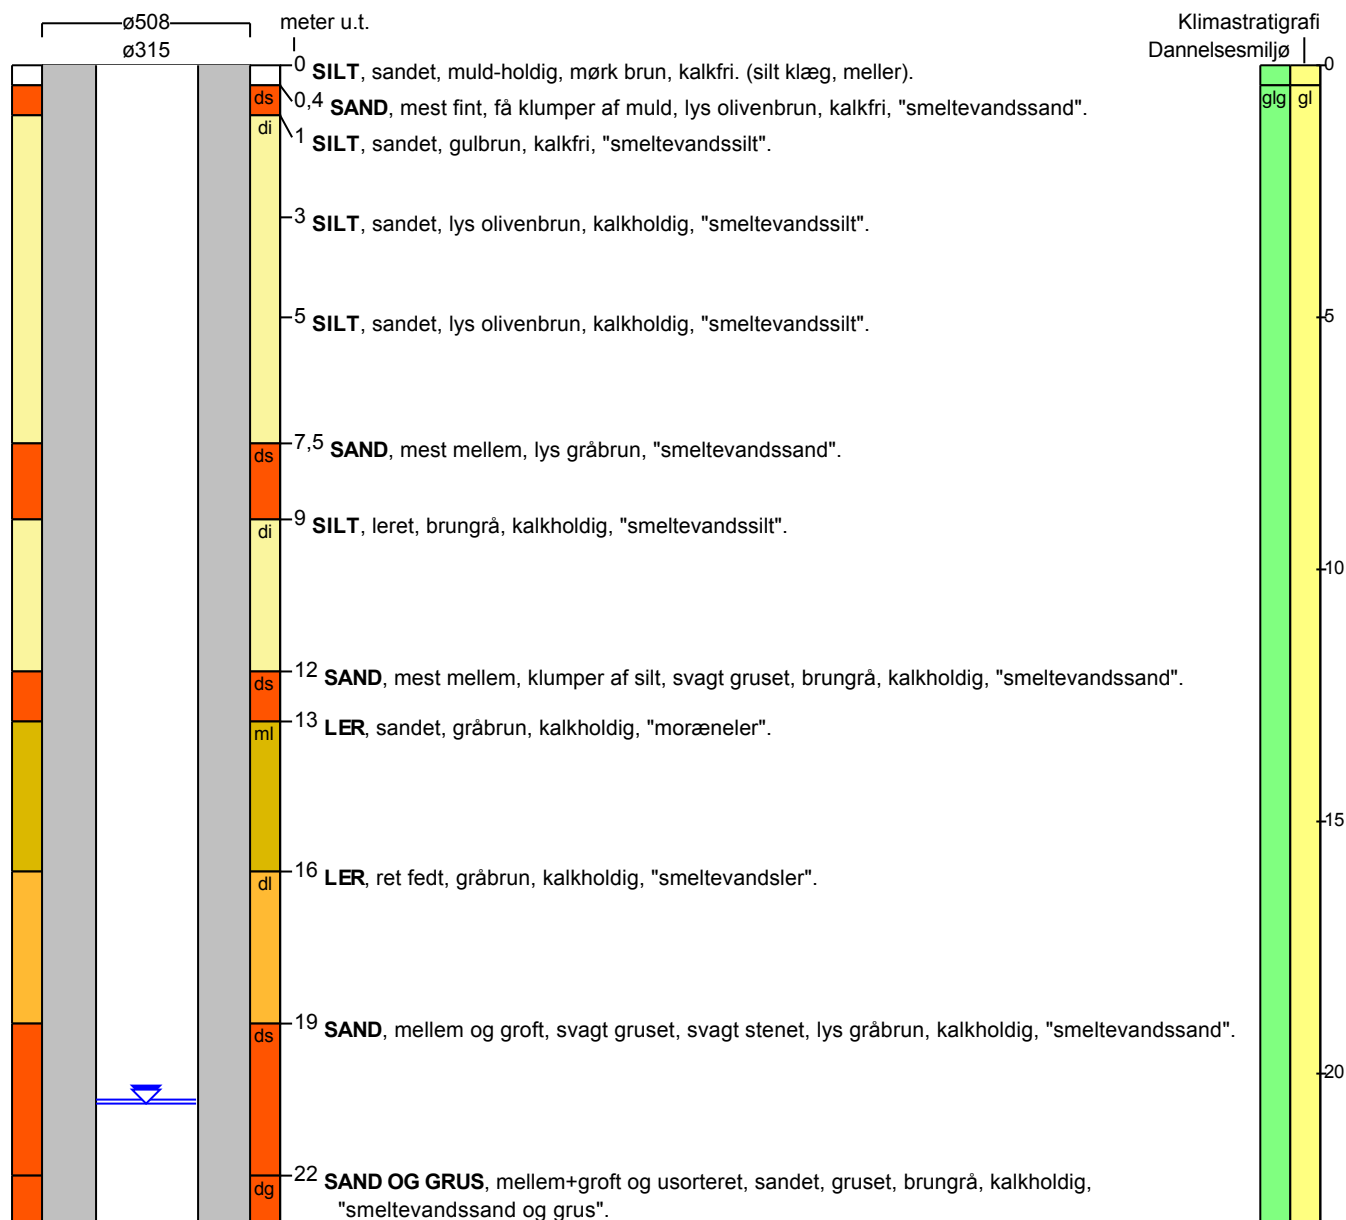 ø508
meter u.t.
Klimastratigrafi
ø315
Dannelsesmiljø
0 SILT, sandet, muld-holdig, mørk brun, kalkfri. (silt klæg, meller).
0
ds
0,4 SAND, mest fint, få klumper af muld, lys olivenbrun, kalkfri, "smeltevandssand".
glg
gl
di
1 SILT, sandet, gulbrun, kalkfri, "smeltevandssilt".
3 SILT, sandet, lys olivenbrun, kalkholdig, "smeltevandssilt".
5 SILT, sandet, lys olivenbrun, kalkholdig, "smeltevandssilt".
5
7,5 SAND, mest mellem, lys gråbrun, "smeltevandssand".
ds
9 SILT, leret, brungrå, kalkholdig, "smeltevandssilt".
di
10
12 SAND, mest mellem, klumper af silt, svagt gruset, brungrå, kalkholdig, "smeltevandssand".
ds
13 LER, sandet, gråbrun, kalkholdig, "moræneler".
ml
15
16 LER, ret fedt, gråbrun, kalkholdig, "smeltevandsler".
dl
19 SAND, mellem og groft, svagt gruset, svagt stenet, lys gråbrun, kalkholdig, "smeltevandssand".
ds
20
22 SAND OG GRUS, mellem+groft og usorteret, sandet, gruset, brungrå, kalkholdig,
dg
"smeltevandssand og grus".